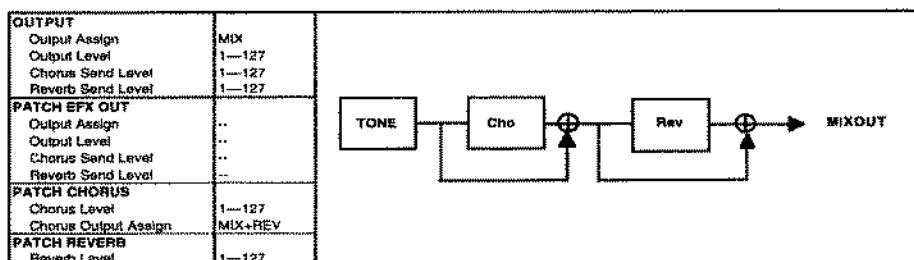 OUTPUT
Output Assign MIX
Output Level 1—127
Chorus Send Level 1—127
Reverb Send Level 1—127
PATCH EFX OUT
Output Assign --
Output Level --
Chorus Send Level --
Reverb Send Level --
PATCH CHORUS
Chorus Level 1—127
Chorus Output Assign MIX+REV
PATCH REVERB
Reverb Level 1—127
TONE Cho Rev MIXOUT